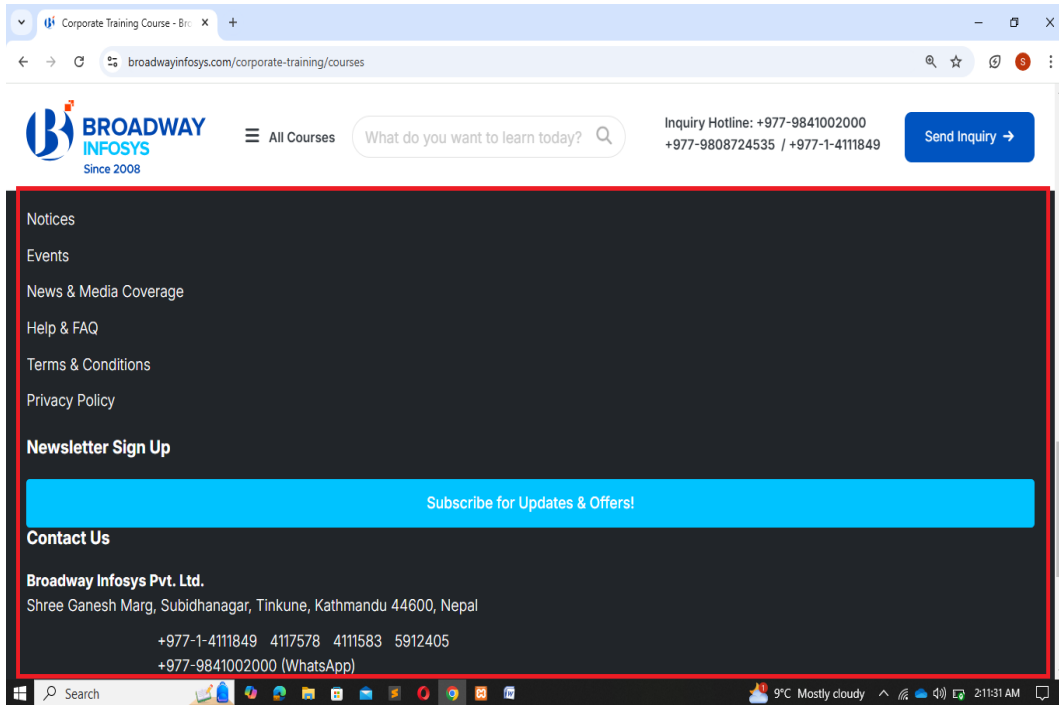 Corporate Training Course - Bro
broadwayinfosys.com/corporate-training/courses
S
BROADWAY
INFOSYS
Since 2008
All Courses
What do you want to learn today?
Inquiry Hotline: +977-9841002000
+977-9808724535 / +977-1-4111849
Send Inquiry →
Notices
Events
News & Media Coverage
Help & FAQ
Terms & Conditions
Privacy Policy
Newsletter Sign Up
Subscribe for Updates & Offers!
Contact Us
Broadway Infosys Pvt. Ltd.
Shree Ganesh Marg, Subidhanagar, Tinkune, Kathmandu 44600, Nepal
+977-1-4111849 4117578 4111583 5912405
+977-9841002000 (WhatsApp)
Search
9°C Mostly cloudy
2:11:31 AM